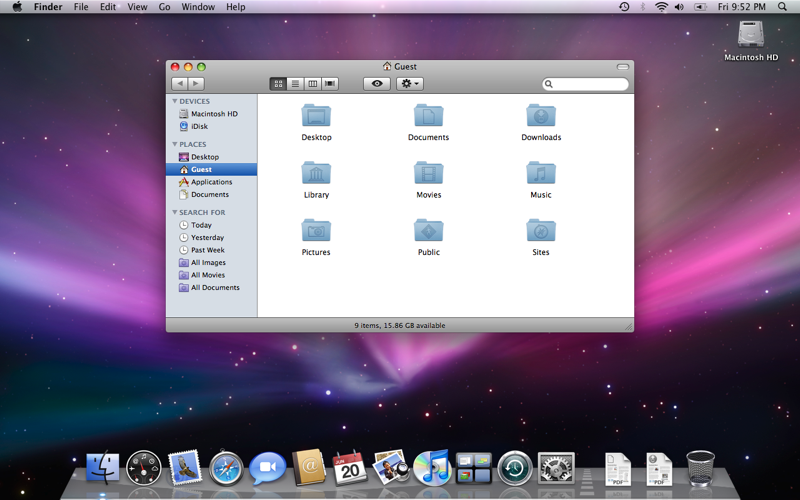 Finder File Edit View Go Window Help Fri 9:52 PM
Macintosh HD
Guest
DEVICES
Macintosh HD
iDisk
PLACES
Desktop
Guest
Applications
Documents
SEARCH FOR
Today
Yesterday
Past Week
All Images
All Movies
All Documents
Desktop Documents Downloads
Library Movies Music
Pictures Public Sites
9 items, 15.86 GB available
JUN
20
PDF PDF